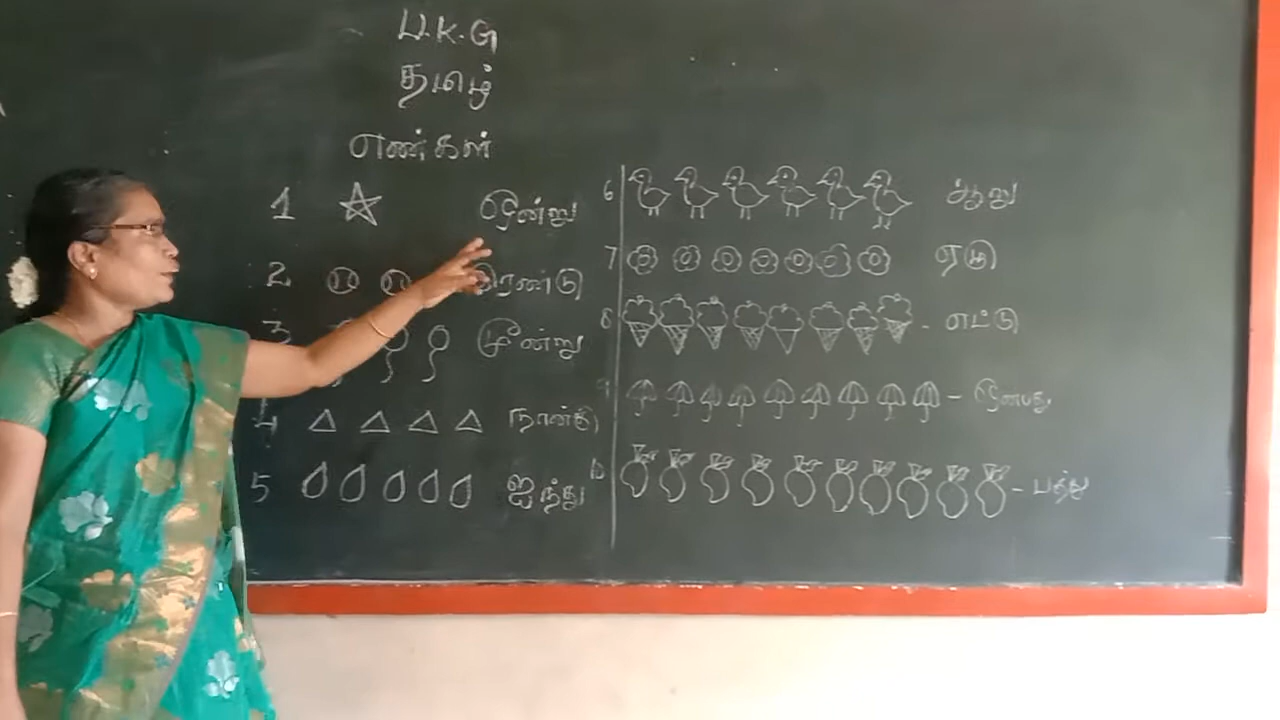 U.K.G
தமிழ்
எண்கள்
1 ஒன்று
2 இரண்டு
3 மூன்று
4 நான்கு
5 ஐந்து
6 ஆறு
7 ஏழு
8 - எட்டு
9 - ஒன்பது
10 - பத்து